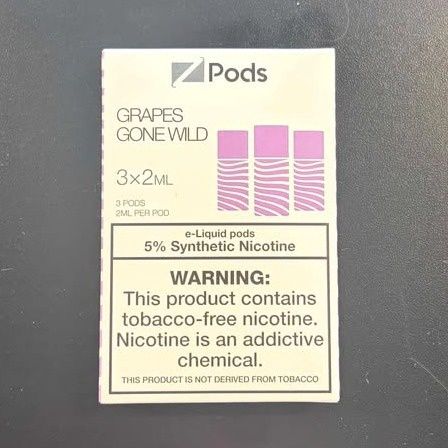 Z Pods
GRAPES
GONE WILD
3×2ML
3 PODS
2ML PER POD
e-Liquid pods
5% Synthetic Nicotine
WARNING:
This product contains
tobacco-free nicotine.
Nicotine is an addictive
chemical.
THIS PRODUCT IS NOT DERIVED FROM TOBACCO